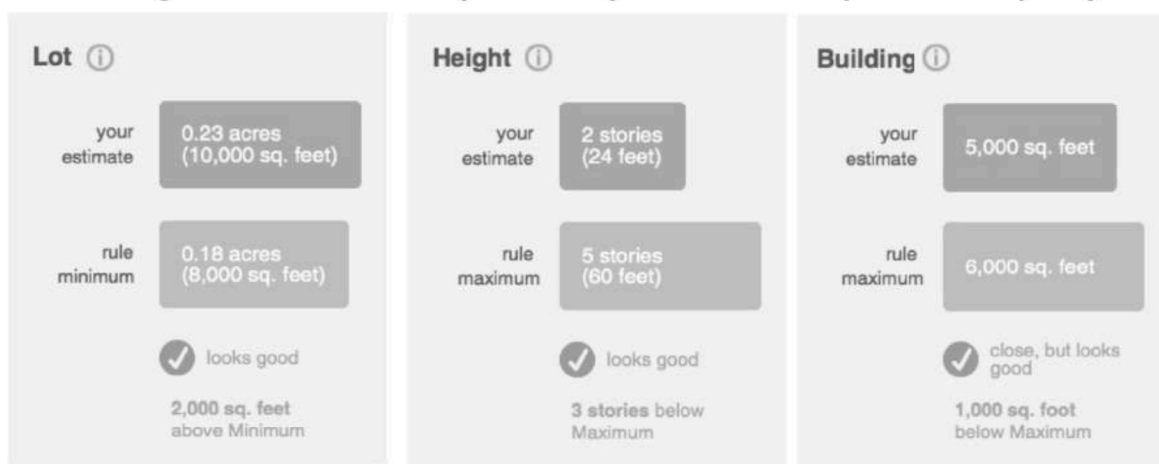 Lot
your
estimate
0.23 acres
(10,000 sq. feet)
rule
minimum
0.18 acres
(8,000 sq. feet)
looks good
2,000 sq. feet
above Minimum
Height
your
estimate
2 stories
(24 feet)
rule
maximum
5 stories
(60 feet)
looks good
3 stories below
Maximum
Building
your
estimate
5,000 sq. feet
rule
maximum
6,000 sq. feet
close, but looks
good
1,000 sq. foot
below Maximum